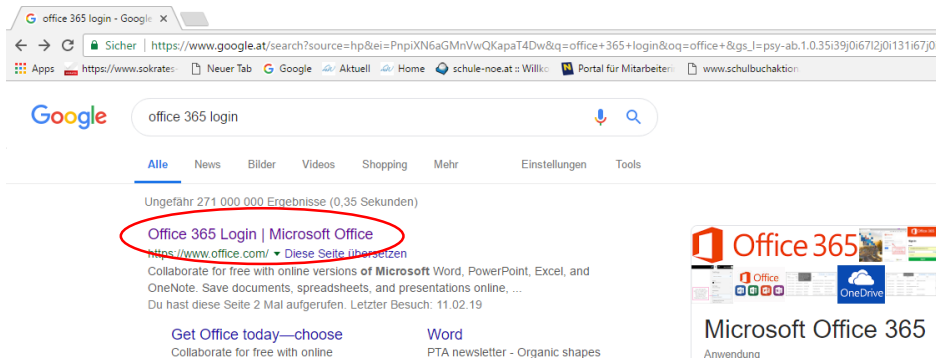 office 365 login - Google
Sicher | https://www.google.at/search?source=hp&ei=PnpiXN6aGMnVwQKapaT4Dw&q=office+365+login&oq=office+&gs_l=psy-ab.1.0.35i39j0i67l2j0i131i67j0
Apps https://www.sokrates- Neuer Tab Google Aktuell Home schule-noe.at :: Willko Portal für Mitarbeiteri www.schulbuchaktion
Google office 365 login
Alle News Bilder Videos Shopping Mehr Einstellungen Tools
Ungefähr 271 000 000 Ergebnisse (0,35 Sekunden)
Office 365 Login | Microsoft Office
https://www.office.com/ Diese Seite übersetzen
Collaborate for free with online versions of Microsoft Word, PowerPoint, Excel, and
OneNote. Save documents, spreadsheets, and presentations online, ...
Du hast diese Seite 2 Mal aufgerufen. Letzter Besuch: 11.02.19
Get Office today—choose
Collaborate for free with online
Word
PTA newsletter - Organic shapes
Office 365
Office
OneDrive
Microsoft Office 365
Anwendung